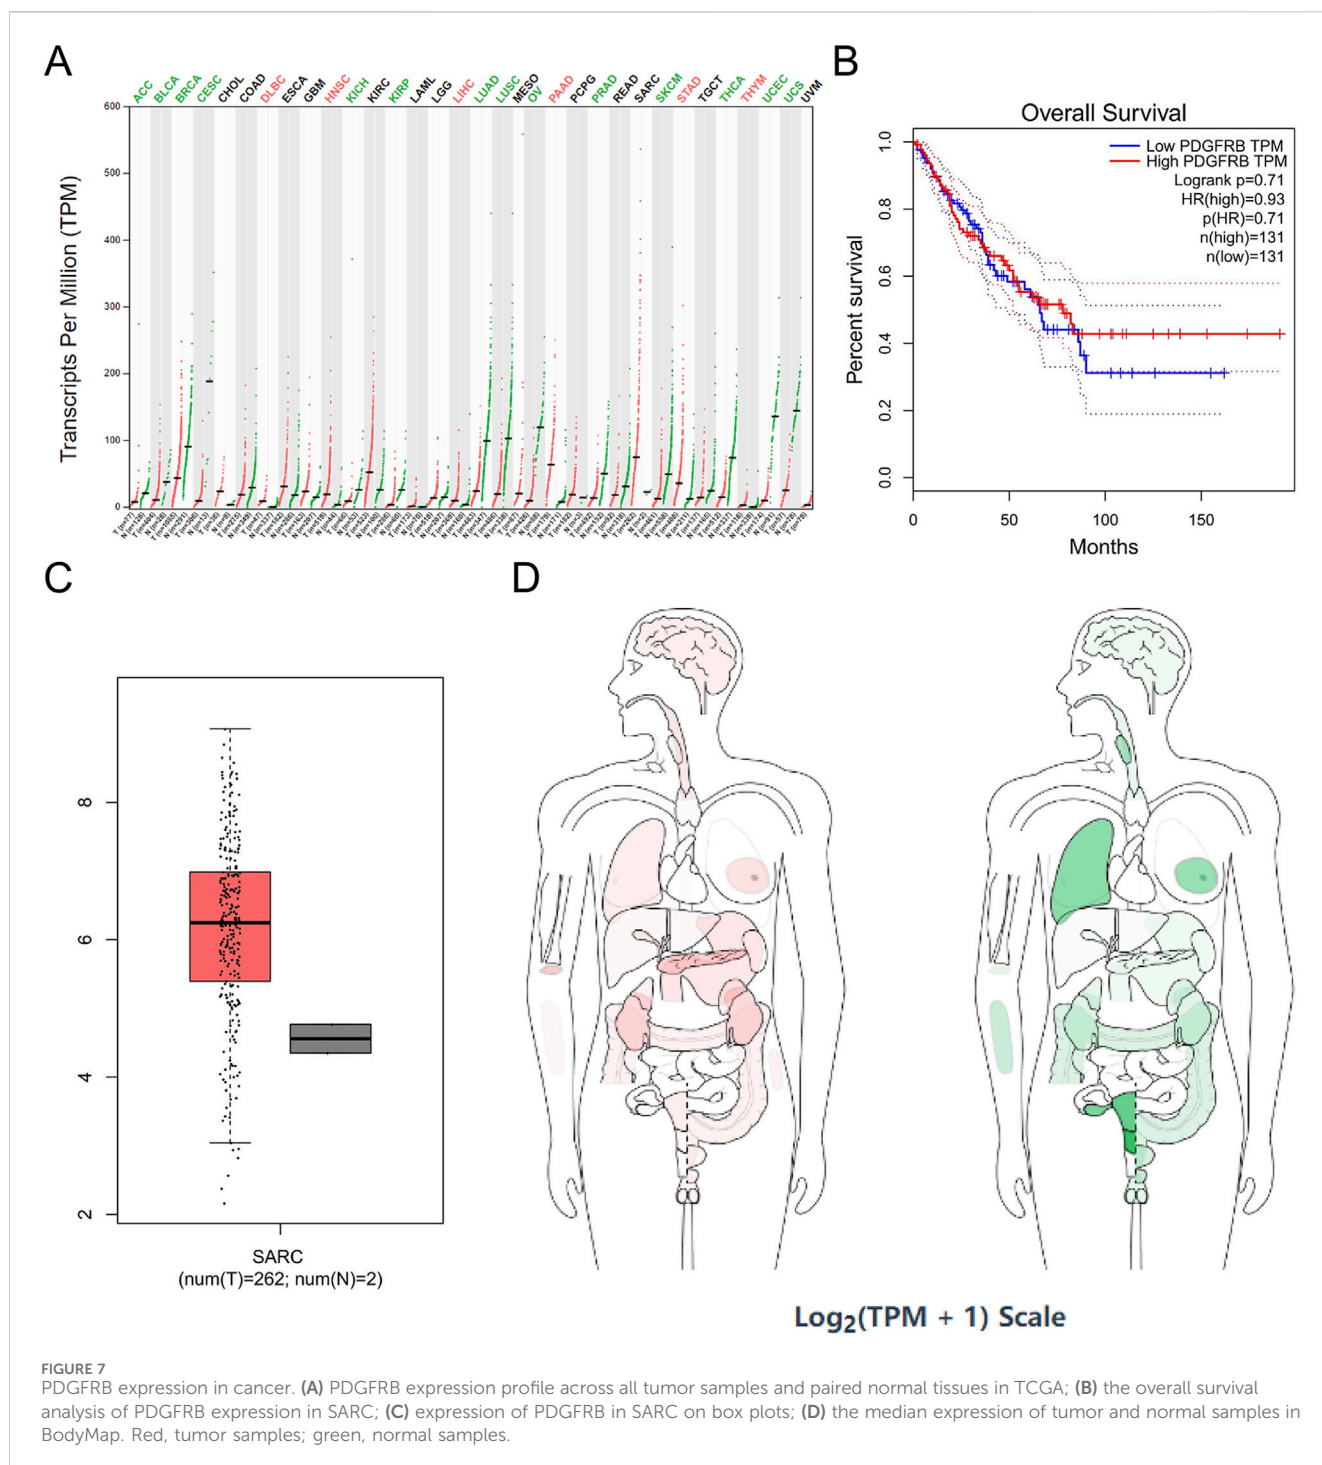 A
ACC BLCA BRCA CESC CHOL COAD DLBC ESCA GBM HNSC KICH KIRC KIRP LAML LGG LIHC LUAD LUSC MESO OV PAAD PCPG PRAD READ SARC SKCM STAD TGCT THCA THYM UCEC UCS UVM
Transcripts Per Million (TPM)
600
500
400
300
200
100
0
B
Overall Survival
Low PDGFRB TPM
High PDGFRB TPM
Logrank p=0.71
HR(high)=0.93
p(HR)=0.71
n(high)=131
n(low)=131
Percent survival
1.0
0.8
0.6
0.4
0.2
0.0
0 50 100 150
Months
C
8
6
4
2
SARC
(num(T)=262; num(N)=2)
D
Log₂(TPM + 1) Scale
FIGURE 7
PDGFRB expression in cancer. (A) PDGFRB expression profile across all tumor samples and paired normal tissues in TCGA; (B) the overall survival
analysis of PDGFRB expression in SARC; (C) expression of PDGFRB in SARC on box plots; (D) the median expression of tumor and normal samples in
BodyMap. Red, tumor samples; green, normal samples.